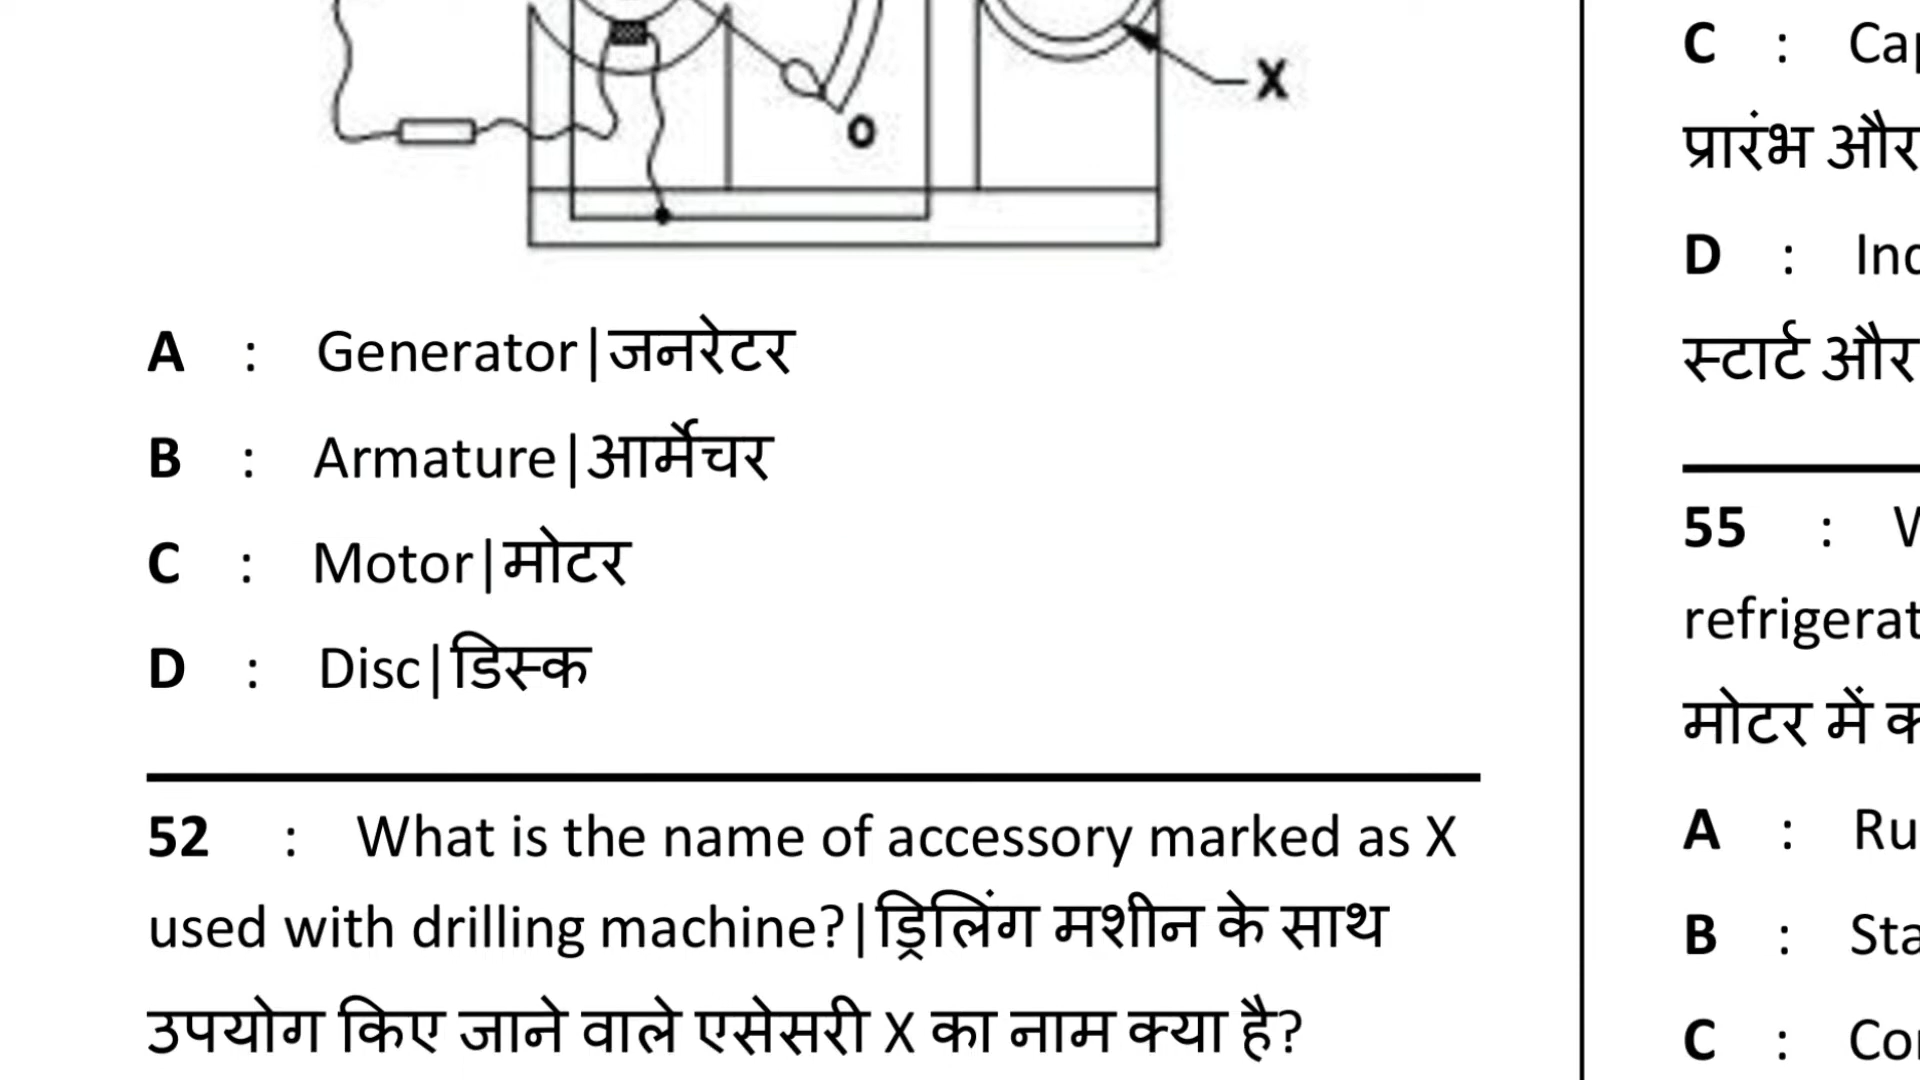 X
O
A : Generator|जनरेटर
B : Armature|आर्मेचर
C : Motor|मोटर
D : Disc|डिस्क
52 : What is the name of accessory marked as X
used with drilling machine?|ड्रिलिंग मशीन के साथ
उपयोग किए जाने वाले एसेसरी X का नाम क्या है?
C :
प्रारंभ और
D :
स्टार्ट और
55 :
मोटर में
A :
B :
C :